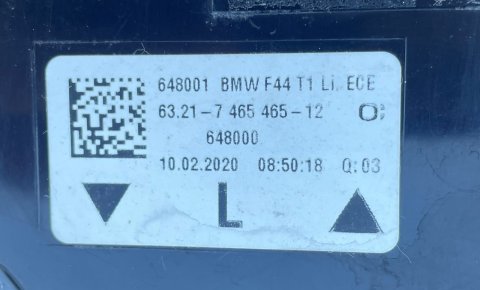 648001 BMW F44 T1 LI. ECE
63.21-7 465 465-12
648000
10.02.2020 08:50:18 Q:03
L